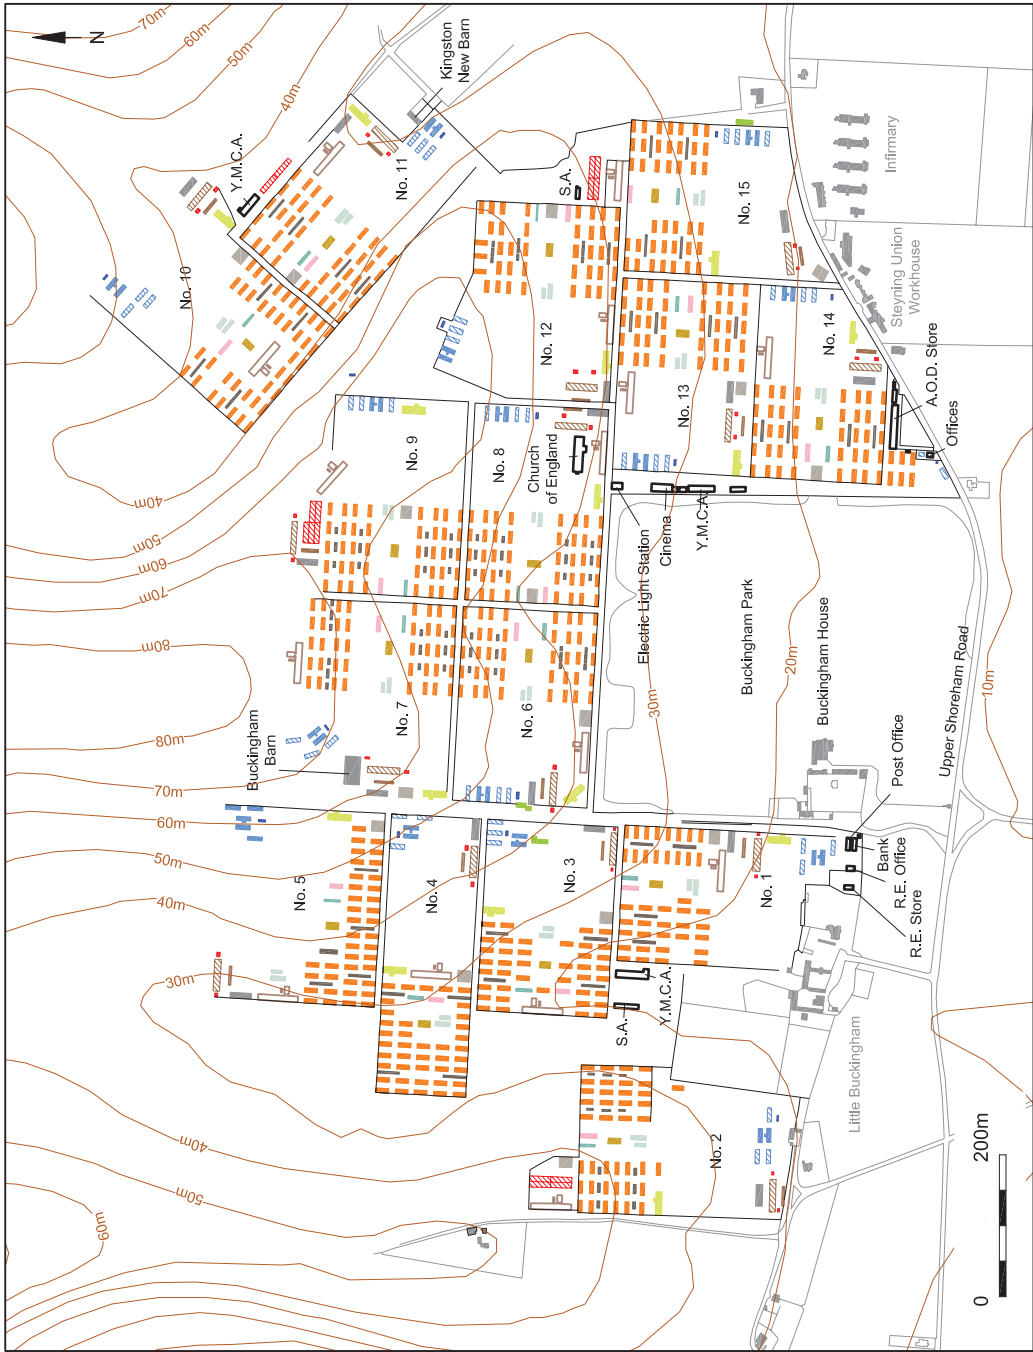 N
70m
60m
50m
40m
Kingston
New Barn
Y.M.C.A.
No. 11
No. 10
S.A.
No. 15
Infirmary
Steyning Union
Workhouse
No. 12
No. 14
No. 13
A.O.D. Store
Offices
No. 9
No. 8
Church
of England
40m
50m
60m
70m
Electric Light Station
Cinema
Y.M.C.A.
80m
80m
70m
60m
50m
40m
30m
No. 7
No. 6
Buckingham
Barn
30m
20m
10m
Buckingham Park
Buckingham House
Upper Shoreham Road
Post Office
Bank
R.E. Office
R.E. Store
No. 5
No. 4
No. 3
No. 1
Y.M.C.A.
S.A.
Little Buckingham
No. 2
40m
50m
60m
0
200m